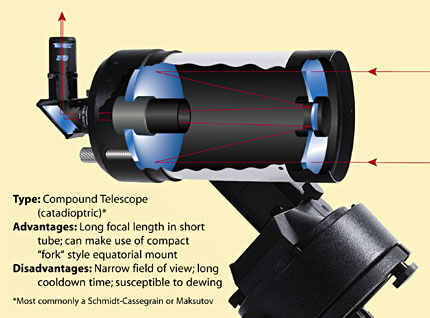 Type: Compound Telescope
(catadioptric)*
Advantages: Long focal length in short
tube; can make use of compact
"fork" style equatorial mount
Disadvantages: Narrow field of view; long
cooldown time; susceptible to dewing
*Most commonly a Schmidt-Cassegrain or Maksutov